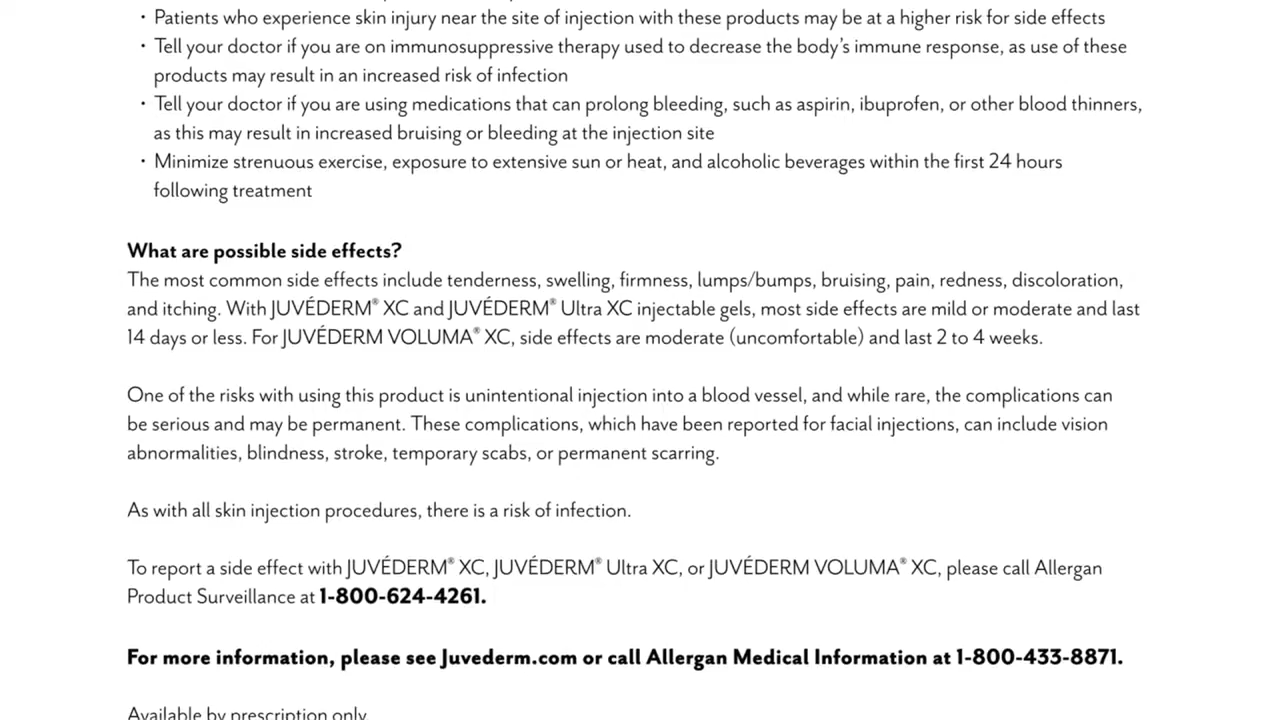 • Patients who experience skin injury near the site of injection with these products may be at a higher risk for side effects
• Tell your doctor if you are on immunosuppressive therapy used to decrease the body’s immune response, as use of these
products may result in an increased risk of infection
• Tell your doctor if you are using medications that can prolong bleeding, such as aspirin, ibuprofen, or other blood thinners,
as this may result in increased bruising or bleeding at the injection site
• Minimize strenuous exercise, exposure to extensive sun or heat, and alcoholic beverages within the first 24 hours
following treatment
What are possible side effects?
The most common side effects include tenderness, swelling, firmness, lumps/bumps, bruising, pain, redness, discoloration,
and itching. With JUVÉDERM® XC and JUVÉDERM® Ultra XC injectable gels, most side effects are mild or moderate and last
14 days or less. For JUVÉDERM VOLUMA® XC, side effects are moderate (uncomfortable) and last 2 to 4 weeks.
One of the risks with using this product is unintentional injection into a blood vessel, and while rare, the complications can
be serious and may be permanent. These complications, which have been reported for facial injections, can include vision
abnormalities, blindness, stroke, temporary scabs, or permanent scarring.
As with all skin injection procedures, there is a risk of infection.
To report a side effect with JUVÉDERM® XC, JUVÉDERM® Ultra XC, or JUVÉDERM VOLUMA® XC, please call Allergan
Product Surveillance at 1-800-624-4261.
For more information, please see Juvederm.com or call Allergan Medical Information at 1-800-433-8871.
Available by prescription only